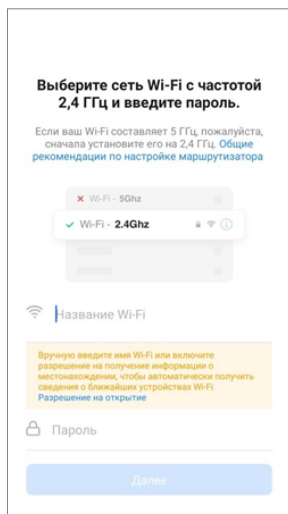 Выберите сеть Wi-Fi с частотой
2,4 ГГц и введите пароль.
Если ваш Wi-Fi составляет 5 ГГц, пожалуйста,
сначала установите его на 2,4 ГГц. Общие
рекомендации по настройке маршрутизатора
Wi-Fi - 5Ghz
Wi-Fi - 2.4Ghz
Название Wi-Fi
Вручную введите имя Wi-Fi или включите
разрешение на получение информации о
местонахождении, чтобы автоматически получить
сведения о ближайших устройствах Wi-Fi
Разрешение на открытие
Пароль
Далее